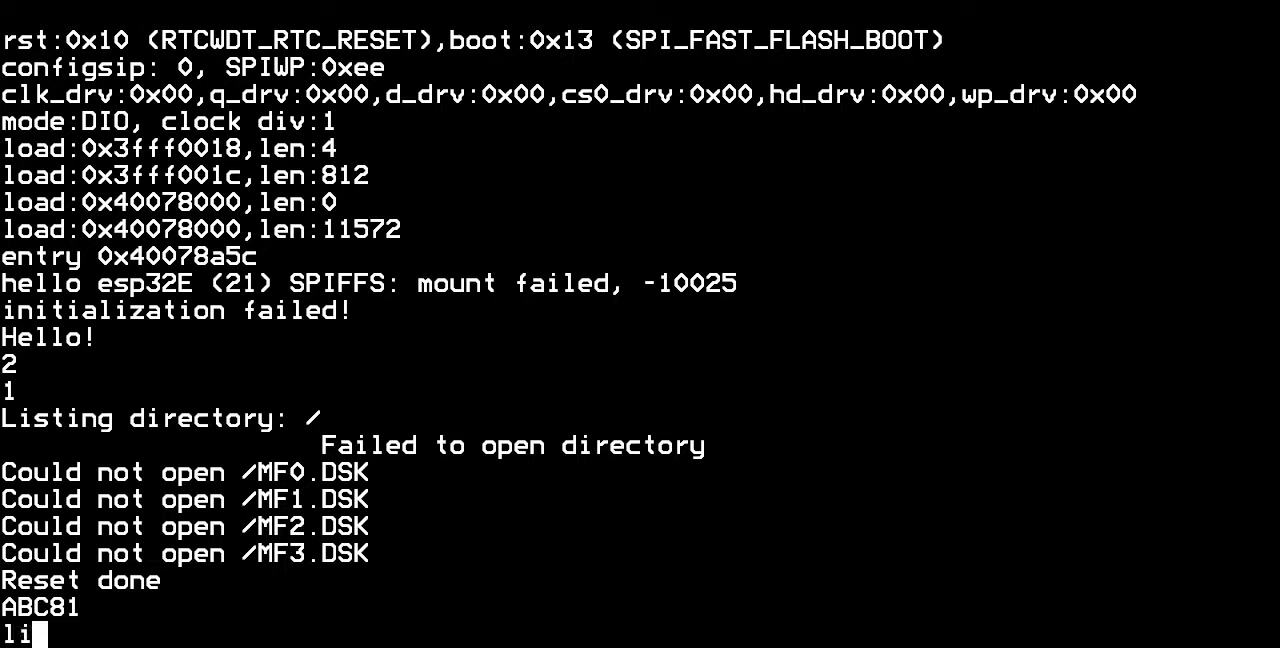 rst:0x10 (RTCWDT_RTC_RESET),boot:0x13 (SPI_FAST_FLASH_BOOT)
configsip: 0, SPIWP:0xee
clk_drv:0x00,q_drv:0x00,d_drv:0x00,cs0_drv:0x00,hd_drv:0x00,wp_drv:0x00
mode:DIO, clock div:1
load:0x3fff0018,len:4
load:0x3fff001c,len:812
load:0x40078000,len:0
load:0x40078000,len:11572
entry 0x40078a5c
hello esp32E (21) SPIFFS: mount failed, -10025
initialization failed!
Hello!
2
1
Listing directory: /
Failed to open directory
Could not open /MF0.DSK
Could not open /MF1.DSK
Could not open /MF2.DSK
Could not open /MF3.DSK
Reset done
ABC81
li